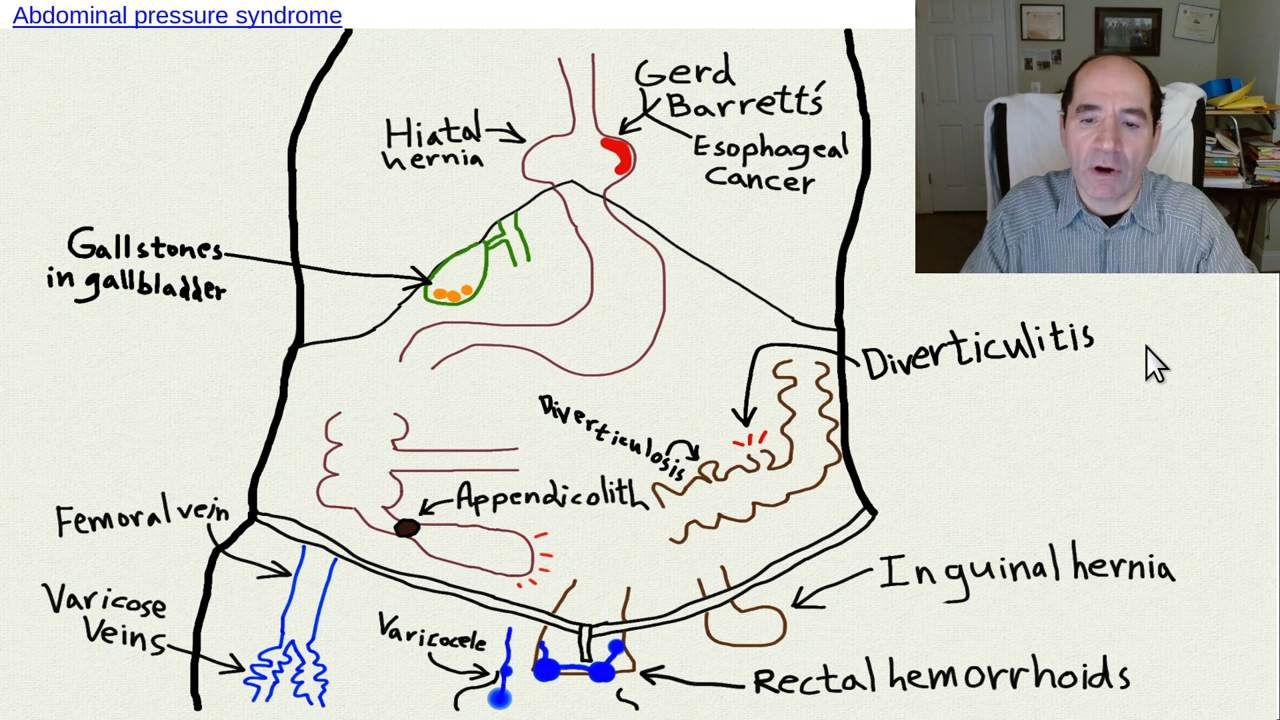 Abdominal pressure syndrome
Gerd
Barrett's
Esophageal
Cancer
Hiatal
hernia
Gallstones
in gallbladder
Diverticulitis
Diverticulosis
Appendicolith
Femoral vein
Varicose
Veins
Varicocele
Inguinal hernia
Rectal hemorrhoids